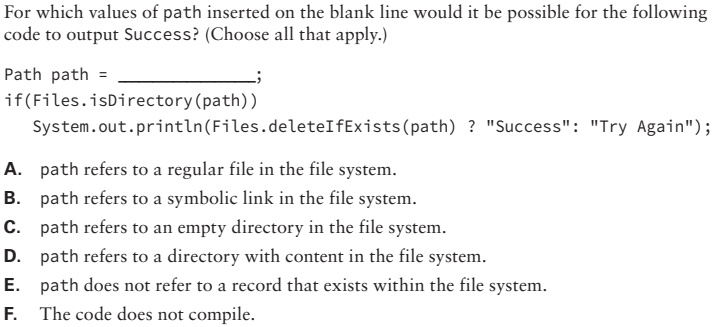 For which values of path inserted on the blank line would it be possible for the following
code to output Success? (Choose all that apply.)
Path path = _______________;
if(Files.isDirectory(path))
System.out.println(Files.deleteIfExists(path) ? "Success": "Try Again");
A. path refers to a regular file in the file system.
B. path refers to a symbolic link in the file system.
C. path refers to an empty directory in the file system.
D. path refers to a directory with content in the file system.
E. path does not refer to a record that exists within the file system.
F. The code does not compile.